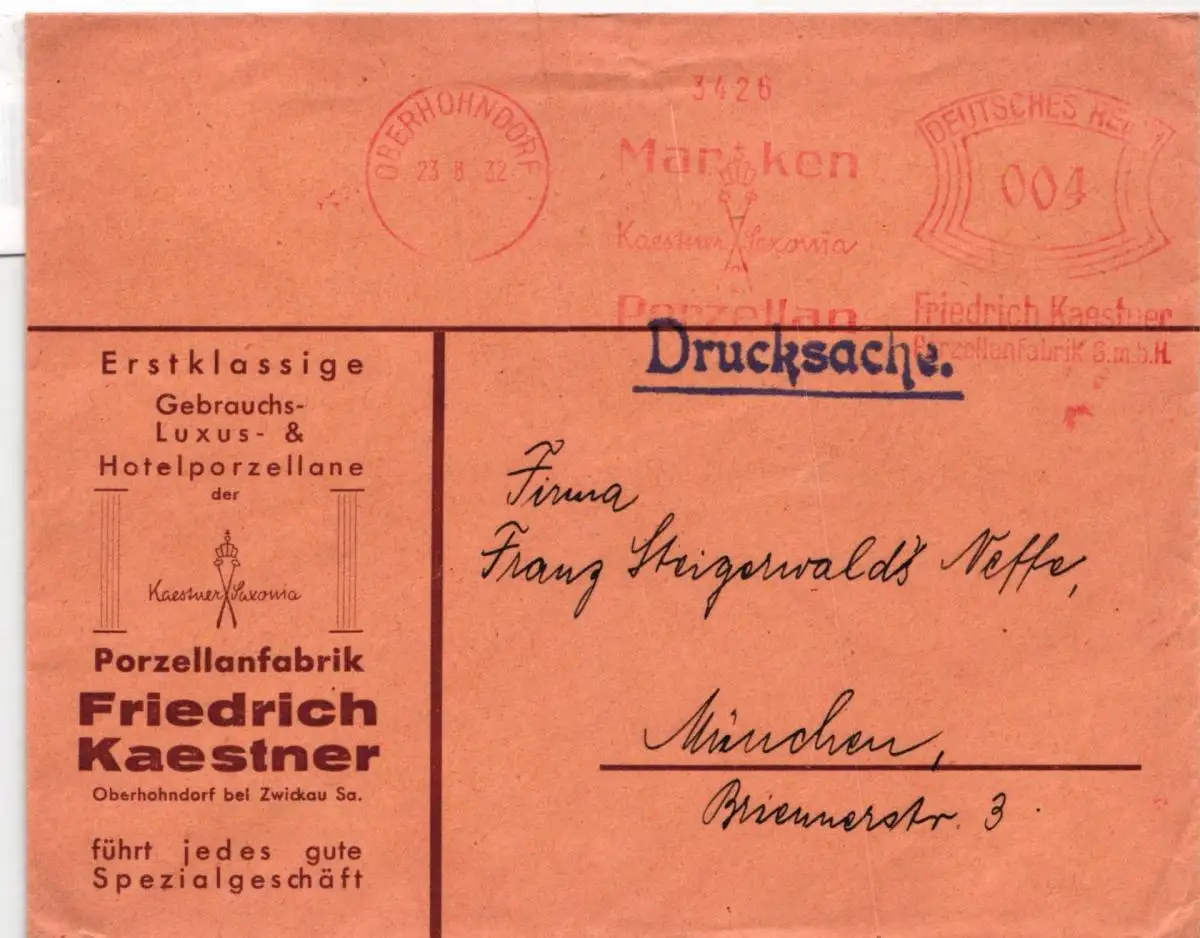 3426
OBERHOHNDORF
23 8 32
Marken
Kaestner Saxonia
Porzellan
DEUTSCHES REICH
004
Friedrich Kaestner
Porzellanfabrik G.m.b.H.
Drucksache.
Erstklassige
Gebrauchs-
Luxus- &
Hotelporzellane
der
Kaestner Saxonia
Porzellanfabrik
Friedrich
Kaestner
Oberhohndorf bei Zwickau Sa.
führt jedes gute
Spezialgeschäft
Firma
Franz Steigerwald's Neffe,
München,
Briennerstr. 3.